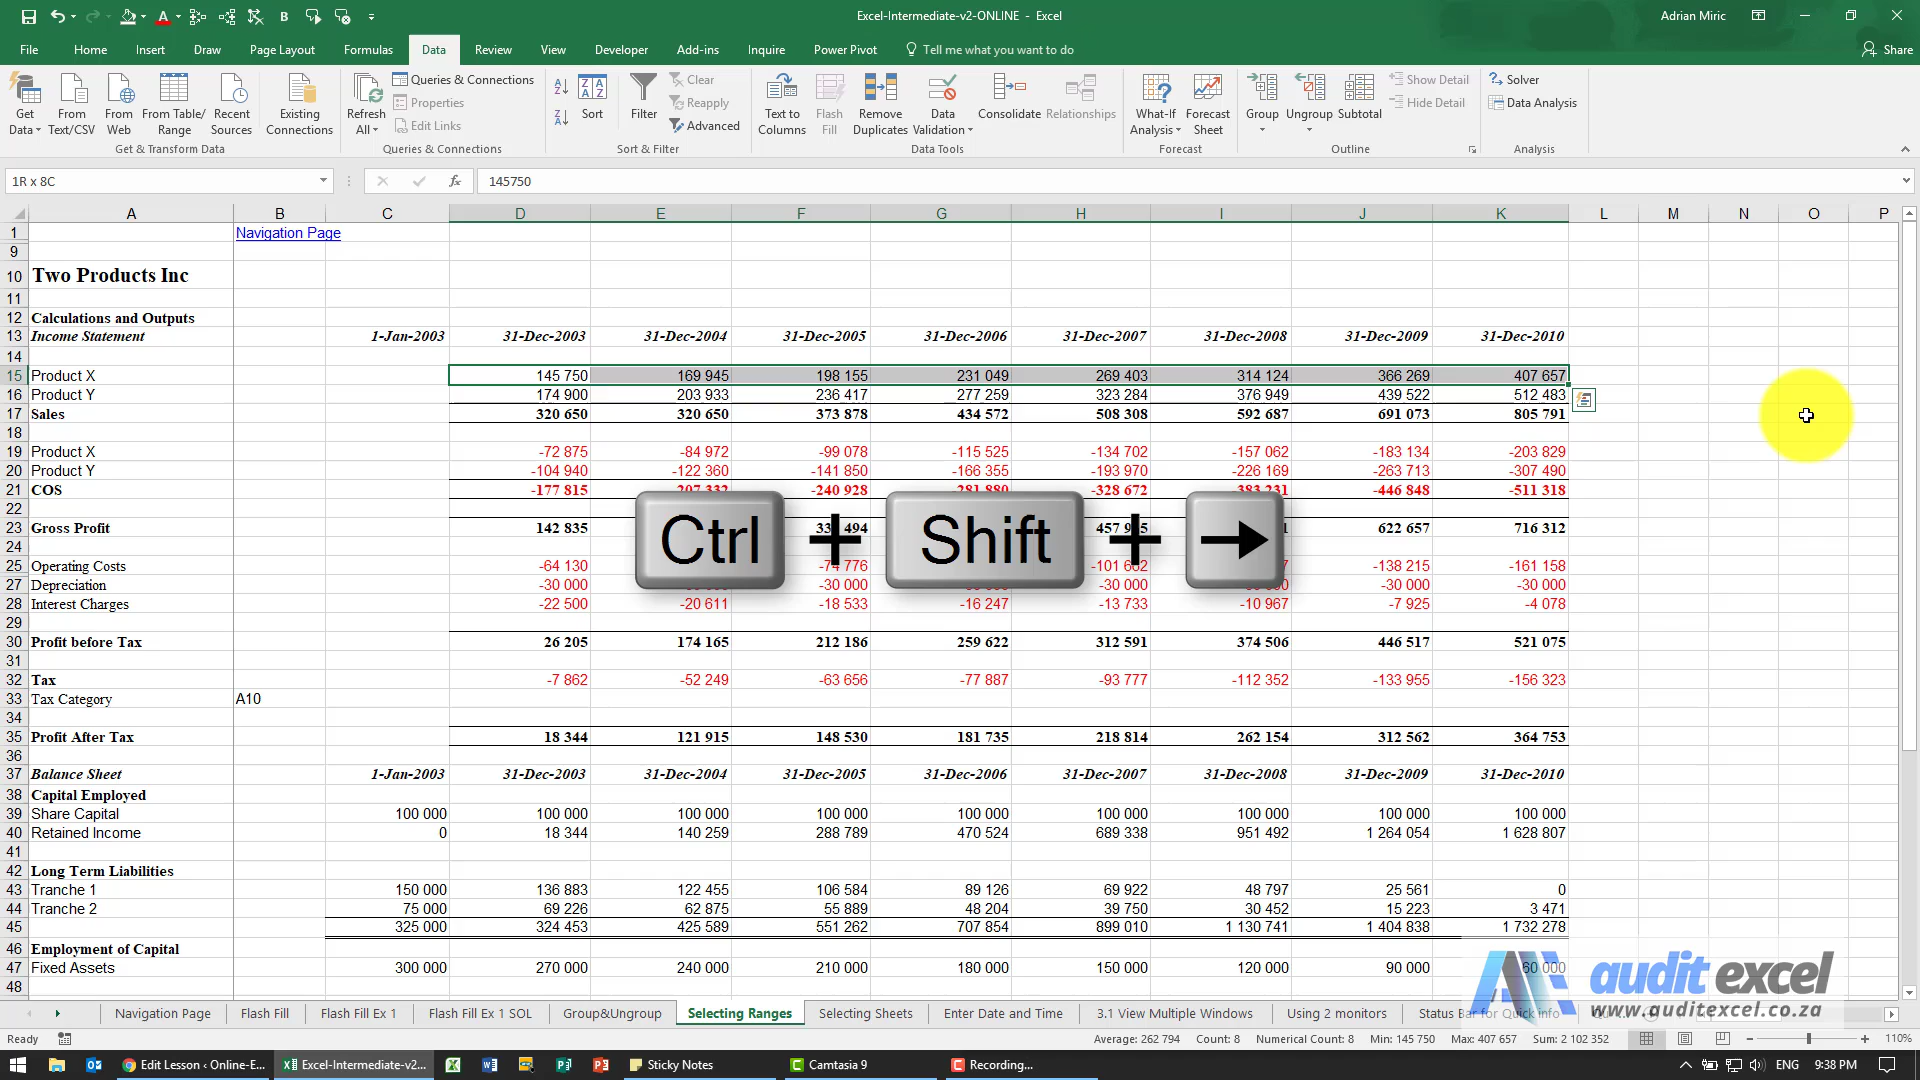 Excel-Intermediate-v2-ONLINE - Excel
Adrian Miric
File Home Insert Draw Page Layout Formulas Data Review View Developer Add-ins Inquire Power Pivot Tell me what you want to do Share
Get Data From Text/CSV From Web From Table/ Range Recent Sources Existing Connections
Get & Transform Data
Refresh All Queries & Connections Properties Edit Links
Queries & Connections
Sort Filter Clear Reapply Advanced
Sort & Filter
Text to Columns Flash Fill Remove Duplicates Data Validation Consolidate Relationships
Data Tools
What-If Analysis Forecast Sheet
Forecast
Group Ungroup Subtotal Show Detail Hide Detail
Outline
Solver Data Analysis
Analysis
1R x 8C fx 145750
A B C D E F G H I J K L M N O P
1 Navigation Page
9
10 Two Products Inc
11
12 Calculations and Outputs
13 Income Statement 1-Jan-2003 31-Dec-2003 31-Dec-2004 31-Dec-2005 31-Dec-2006 31-Dec-2007 31-Dec-2008 31-Dec-2009 31-Dec-2010
14
15 Product X 145 750 169 945 198 155 231 049 269 403 314 124 366 269 407 657
16 Product Y 174 900 203 933 236 417 277 259 323 284 376 949 439 522 512 483
17 Sales 320 650 320 650 373 878 434 572 508 308 592 687 691 073 805 791
18
19 Product X -72 875 -84 972 -99 078 -115 525 -134 702 -157 062 -183 134 -203 829
20 Product Y -104 940 -122 360 -141 850 -166 355 -193 970 -226 169 -263 713 -307 490
21 COS -177 815 -207 332 -240 928 -281 880 -328 672 -383 231 -446 848 -511 318
22
23 Gross Profit 142 835 494 622 657 716 312
24
25 Operating Costs -64 130 -138 215 -161 158
27 Depreciation -30 000 -30 000 -30 000 -30 000 -30 000
28 Interest Charges -22 500 -20 611 -18 533 -16 247 -13 733 -10 967 -7 925 -4 078
29
30 Profit before Tax 26 205 174 165 212 186 259 622 312 591 374 506 446 517 521 075
31
32 Tax -7 862 -52 249 -63 656 -77 887 -93 777 -112 352 -133 955 -156 323
33 Tax Category A10
34
35 Profit After Tax 18 344 121 915 148 530 181 735 218 814 262 154 312 562 364 753
36
37 Balance Sheet 1-Jan-2003 31-Dec-2003 31-Dec-2004 31-Dec-2005 31-Dec-2006 31-Dec-2007 31-Dec-2008 31-Dec-2009 31-Dec-2010
38 Capital Employed
39 Share Capital 100 000 100 000 100 000 100 000 100 000 100 000 100 000 100 000 100 000
40 Retained Income 0 18 344 140 259 288 789 470 524 689 338 951 492 1 264 054 1 628 807
41
42 Long Term Liabilities
43 Tranche 1 150 000 136 883 122 455 106 584 89 126 69 922 48 797 25 561 0
44 Tranche 2 75 000 69 226 62 875 55 889 48 204 39 750 30 452 15 223 3 471
45 325 000 324 453 425 589 551 262 707 854 899 010 1 130 741 1 404 838 1 732 278
46 Employment of Capital
47 Fixed Assets 300 000 270 000 240 000 210 000 180 000 150 000 120 000 90 000 60 000
48
Ctrl + Shift + →
audit excel
www.auditexcel.co.za
Navigation Page Flash Fill Flash Fill Ex 1 Flash Fill Ex 1 SOL Group&Ungroup Selecting Ranges Selecting Sheets Enter Date and Time 3.1 View Multiple Windows Using 2 monitors Status Bar for Quick info
Ready Average: 262 794 Count: 8 Numerical Count: 8 Min: 145 750 Max: 407 657 Sum: 2 102 352 110%
Edit Lesson ‹ Online-E... Excel-Intermediate-v2... Sticky Notes Camtasia 9 Recording... ENG 9:38 PM